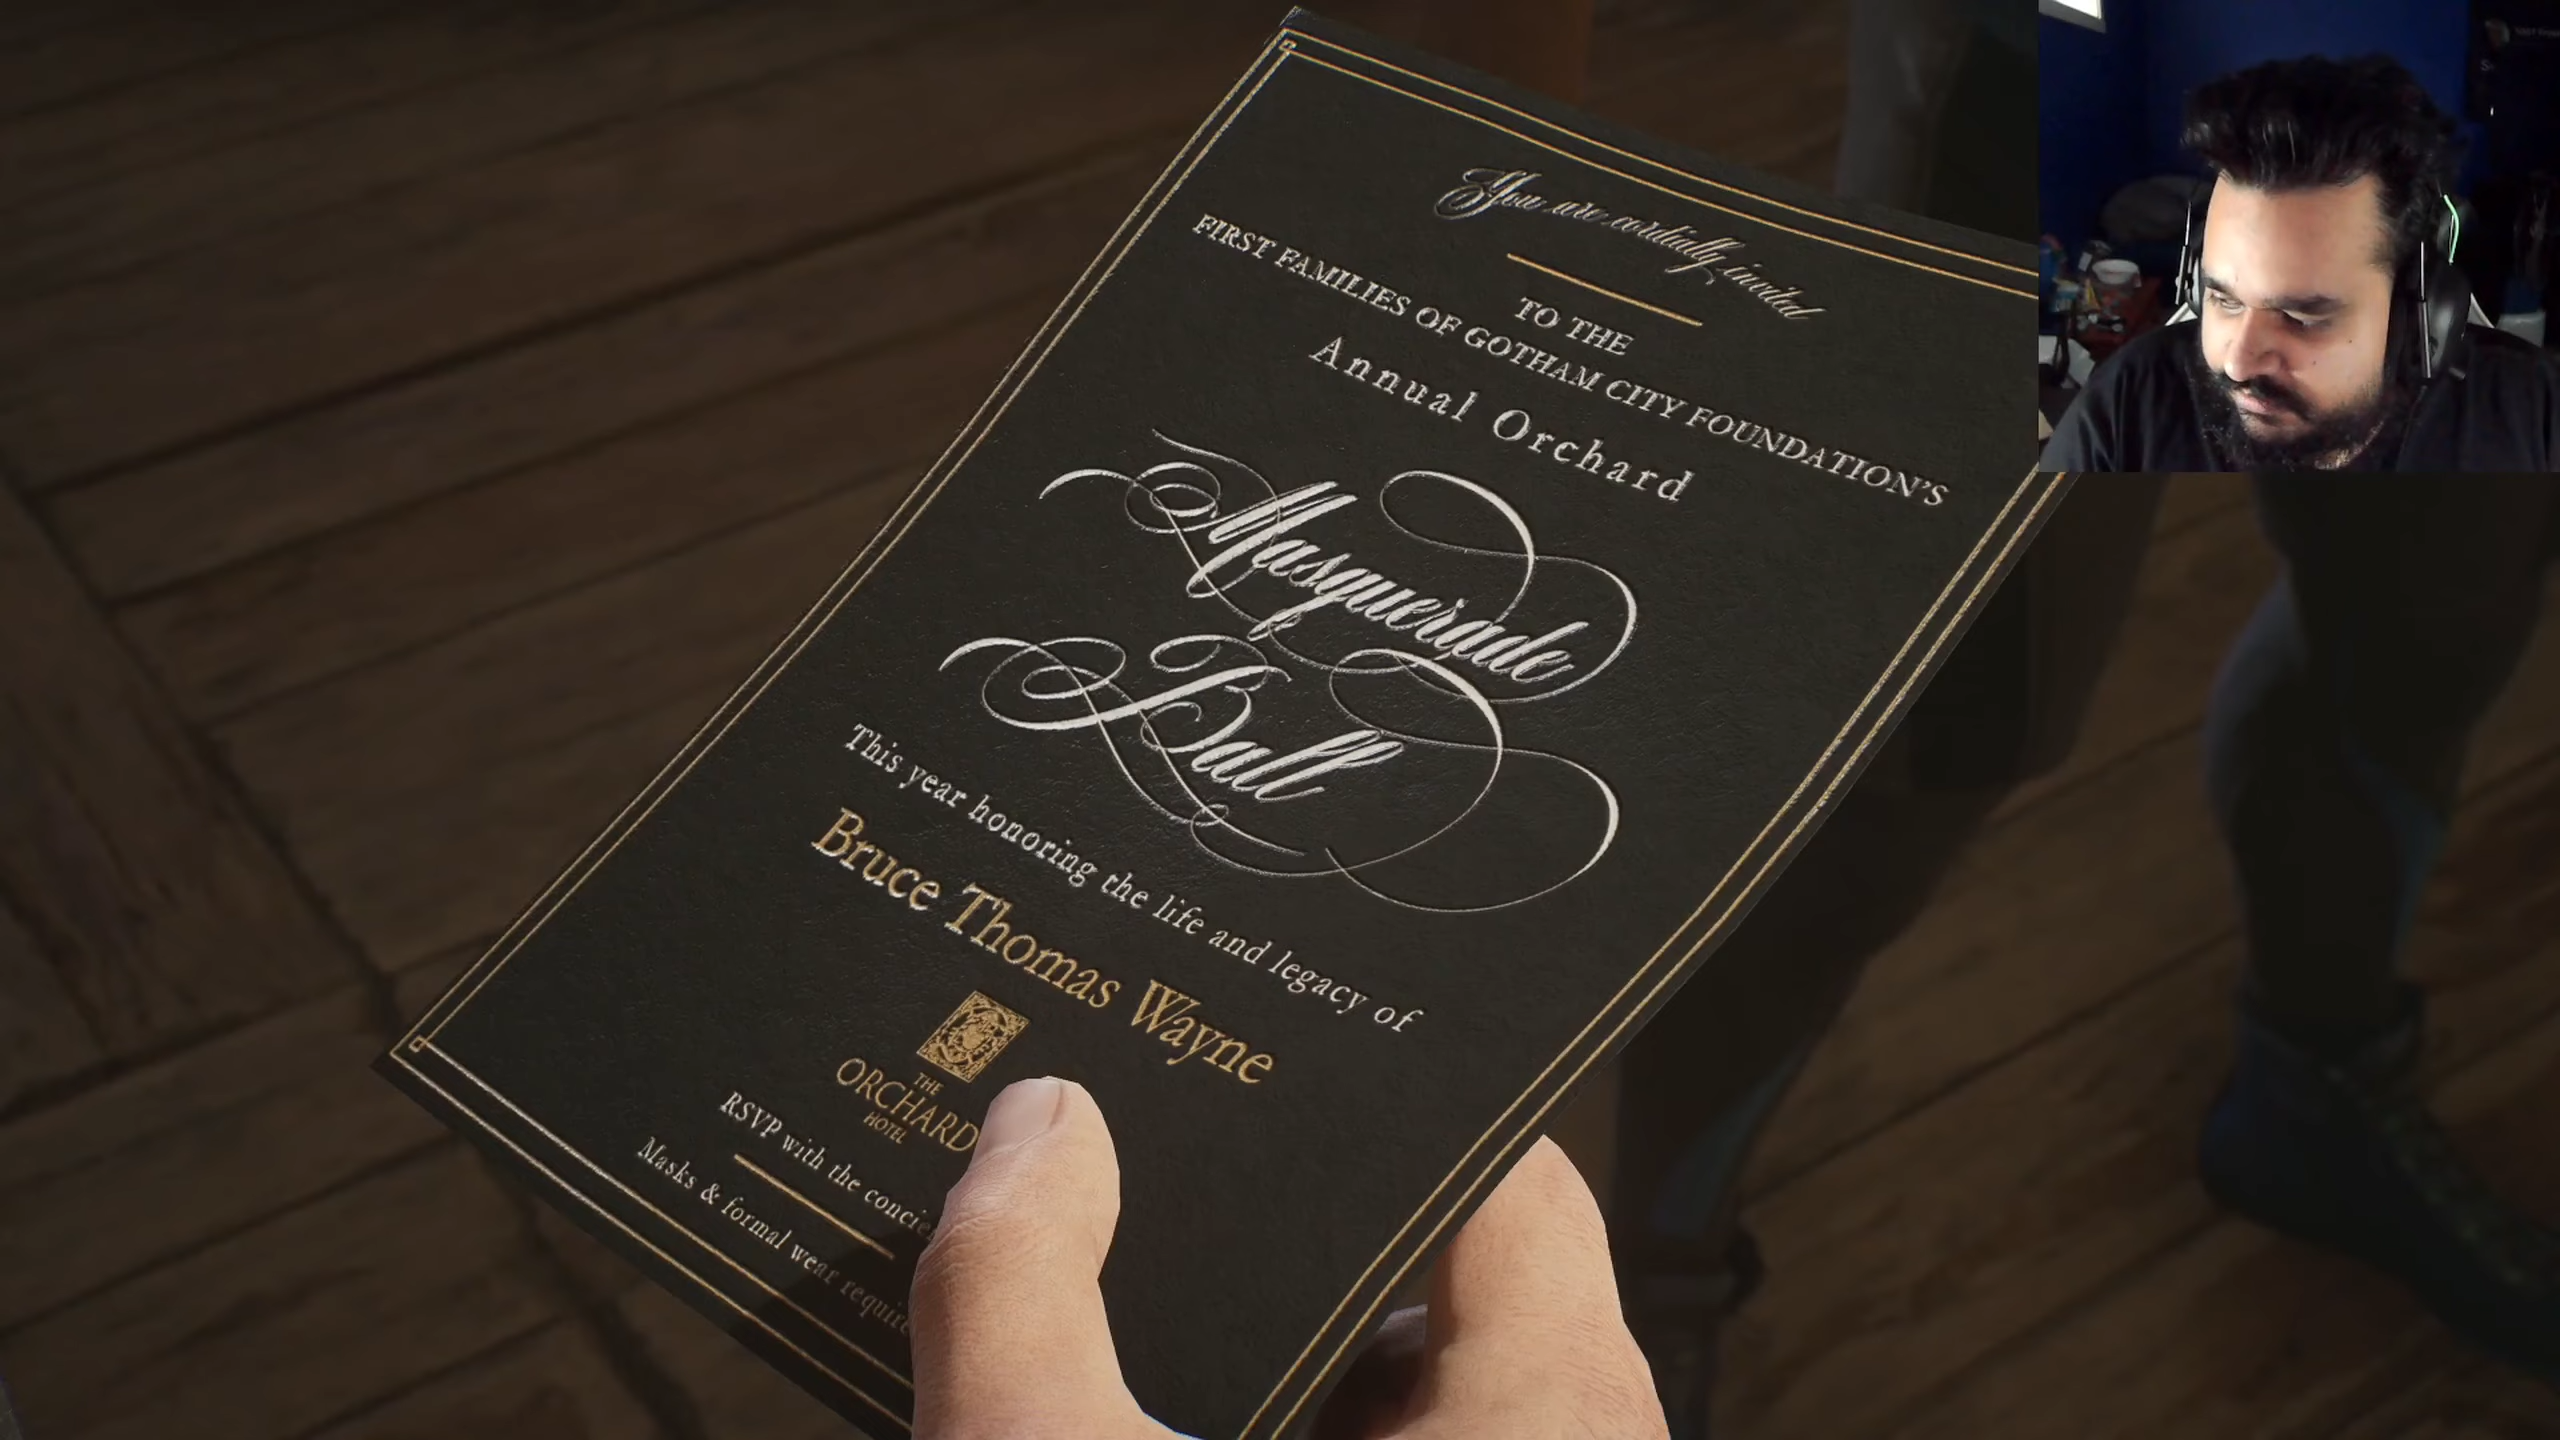 You are cordially invited
TO THE
FIRST FAMILIES OF GOTHAM CITY FOUNDATION'S
Annual Orchard
Masquerade
Ball
This year honoring the life and legacy of
Bruce Thomas Wayne
THE
ORCHARD
HOTEL
RSVP with the
Masks & formal wear